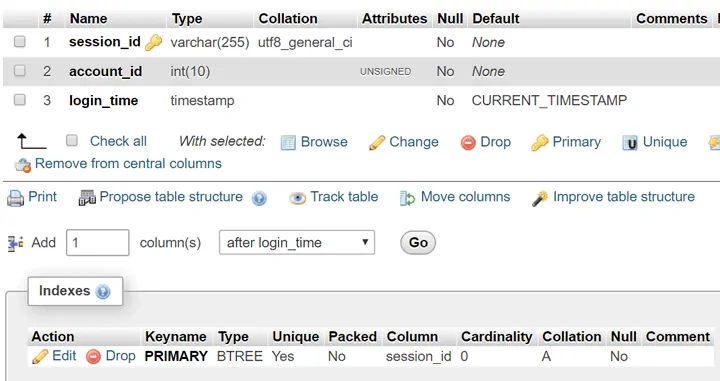 # Name Type Collation Attributes Null Default Comments
1 session_id varchar(255) utf8_general_ci No None
2 account_id int(10) UNSIGNED No None
3 login_time timestamp No CURRENT_TIMESTAMP
Check all With selected: Browse Change Drop Primary Unique
Remove from central columns
Print Propose table structure Track table Move columns Improve table structure
Add 1 column(s) after login_time Go
Indexes
Action Keyname Type Unique Packed Column Cardinality Collation Null Comment
Edit Drop PRIMARY BTREE Yes No session_id 0 A No